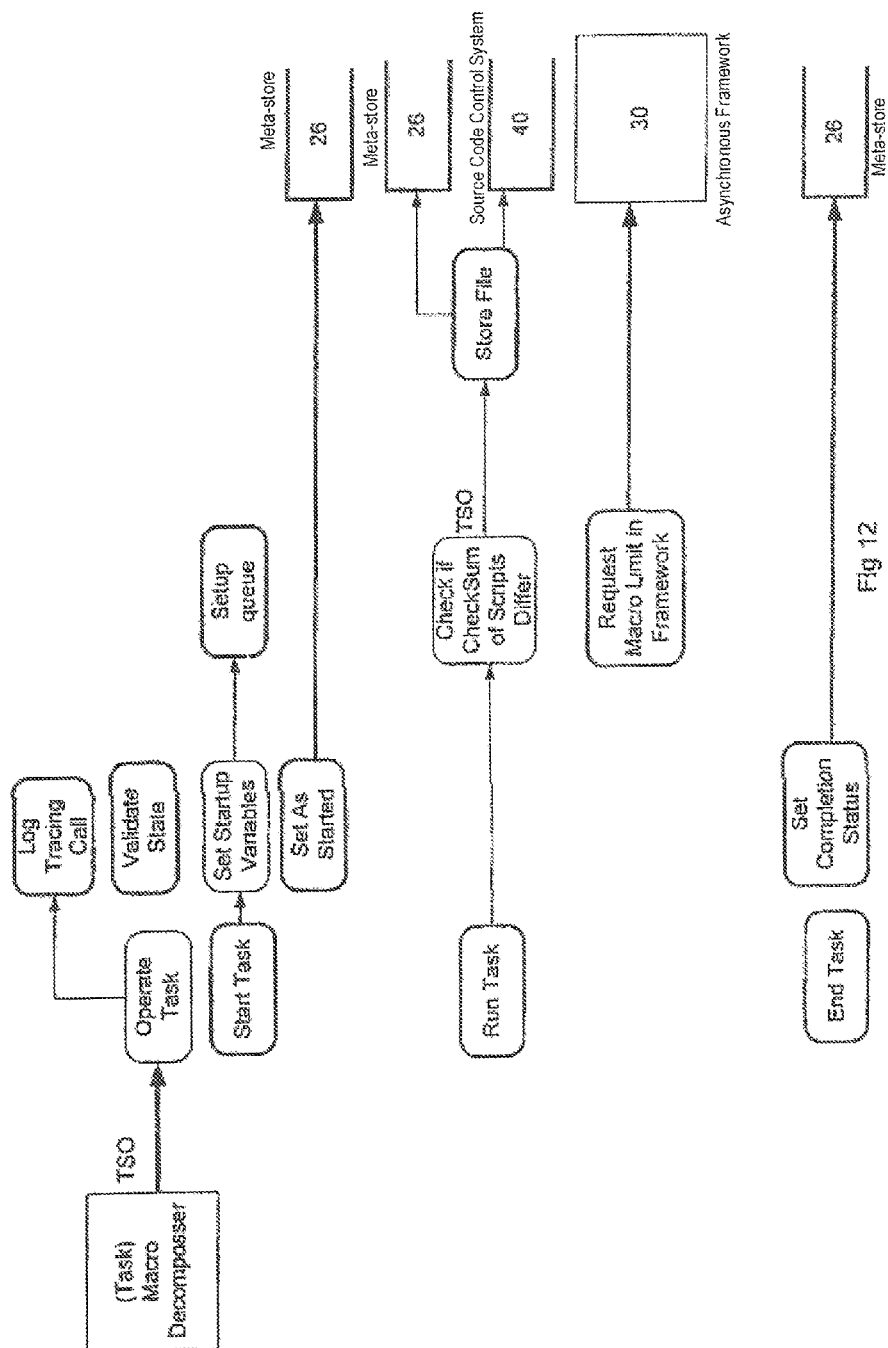 (Task)
Macro
Decomposser
TSO
Operate
Task
Log
Tracing
Call
Validate
State
Start Task
Set Startup
Variables
Setup
queue
Set As
Started
Meta-store
26
Meta-store
26
Run Task
Check if
CheckSum
of Scripts
Differ
TSO
Store File
Source Code Control System
40
Request
Macro Limit in
Framework
30
Asynchronous Framework
End Task
Set
Completion
Status
26
Meta-store
Fig 12